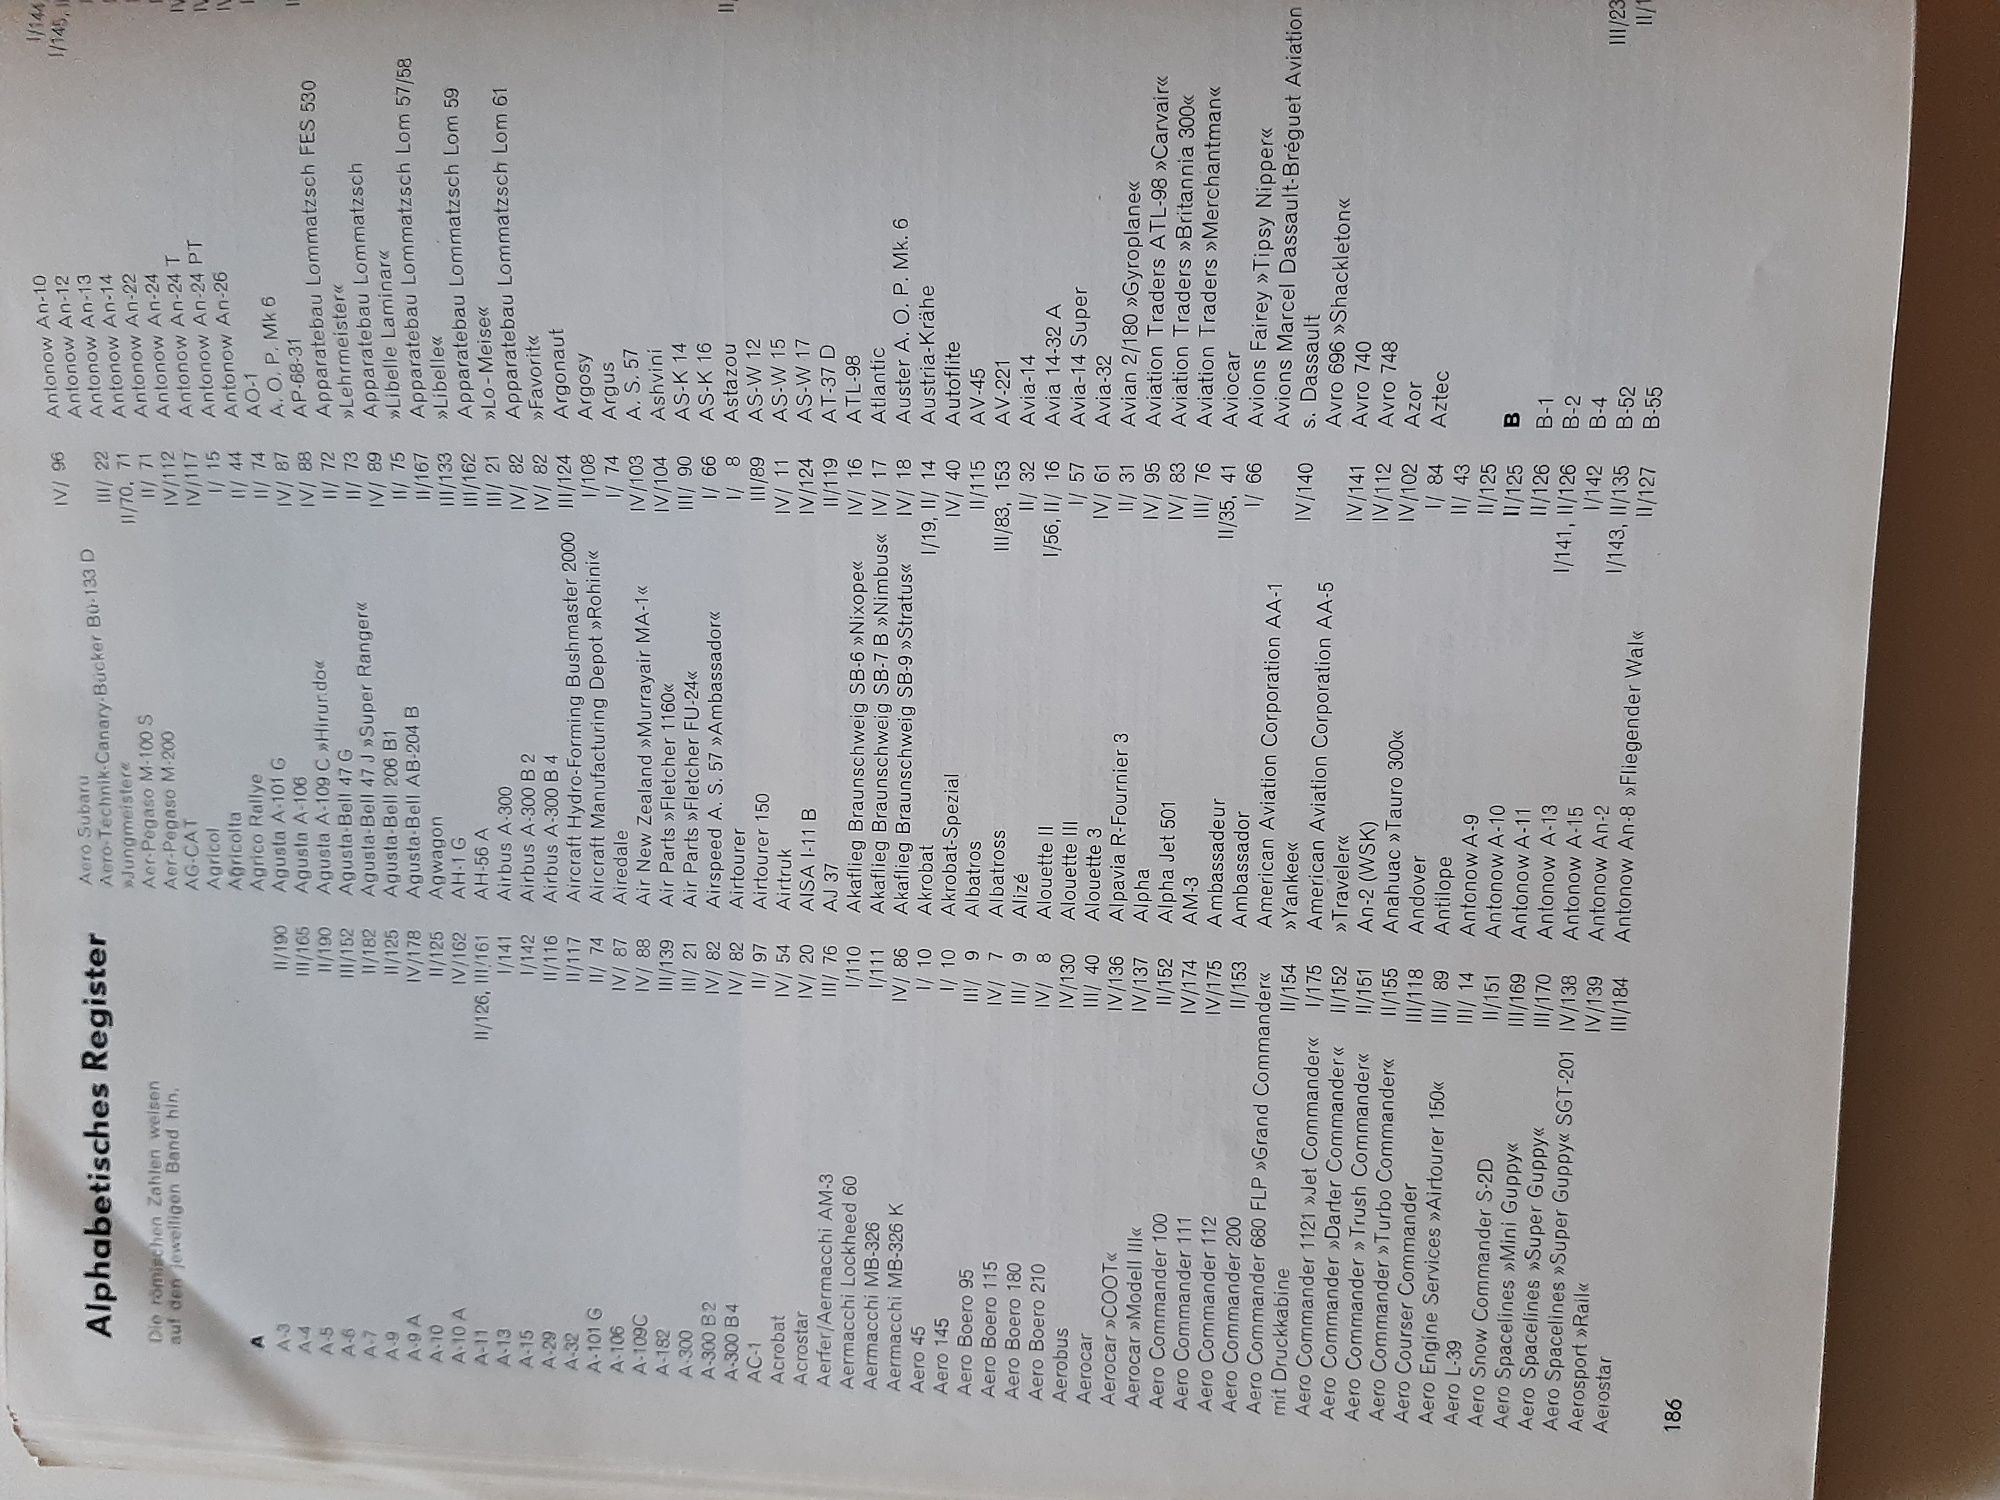 Alphabetisches Register
Die römischen Zahlen weisen
auf den jeweiligen Band hin.
A
A-3 II/190
A-4 III/165
A-5 II/190
A-6 III/152
A-7 II/182
A-9 II/125
A-9 A IV/178
A-10 II/125
A-10 A IV/162
A-11 II/126, III/161
A-13 I/141
A-15 I/142
A-29 II/116
A-32 II/117
A-101 G II/ 74
A-106 IV/ 87
A-109C IV/ 88
A-182 III/139
A-300 III/ 21
A-300 B2 IV/ 82
A-300 B4 IV/ 82
AC-1 II/ 97
Acrobat IV/ 54
Acrostar IV/ 20
Aerfer/Aermacchi AM-3 III/ 76
Aermacchi Lockheed 60 I/110
Aermacchi MB-326 I/111
Aermacchi MB-326 K IV/ 86
Aero 45 I/ 10
Aero 145 I/ 10
Aero Boero 95 III/ 9
Aero Boero 115 IV/ 7
Aero Boero 180 III/ 9
Aero Boero 210 IV/ 8
Aerobus IV/130
Aerocar III/ 40
Aerocar »COOT« IV/136
Aerocar »Modell III« IV/137
Aero Commander 100 II/152
Aero Commander 111 IV/174
Aero Commander 112 IV/175
Aero Commander 200 II/153
Aero Commander 680 FLP »Grand Commander«
mit Druckkabine II/154
Aero Commander 1121 »Jet Commander« I/175
Aero Commander »Darter Commander« II/152
Aero Commander »Trush Commander« II/151
Aero Commander »Turbo Commander« II/155
Aero Courser Commander III/118
Aero Engine Services »Airtourer 150« III/ 89
Aero L-39 III/ 14
Aero Snow Commander S-2D II/151
Aero Spacelines »Mini Guppy« III/169
Aero Spacelines »Super Guppy« III/170
Aero Spacelines »Super Guppy« SGT-201 IV/138
Aerosport »Rail« IV/139
Aerostar III/184
186
Aero Subaru IV/ 96
Aero-Technik-Canary-Bücker Bü-133 D
»Jungmeister« III/ 22
Aer-Pegaso M-100 S II/70, 71
Aer-Pegaso M-200 II/ 71
AG-CAT IV/112
Agricol IV/117
Agricolta I/ 15
Agrico Rallye II/ 44
Agusta A-101 G II/ 74
Agusta A-106 IV/ 87
Agusta A-109 C »Hirundo« IV/ 88
Agusta-Bell 47 G II/ 72
Agusta-Bell 47 J »Super Ranger« II/ 73
Agusta-Bell 206 B1 IV/ 89
Agusta-Bell AB-204 B II/ 75
Agwagon II/167
AH-1 G III/133
AH-56 A III/162
Airbus A-300 III/ 21
Airbus A-300 B 2 IV/ 82
Airbus A-300 B 4 IV/ 82
Aircraft Hydro-Forming Bushmaster 2000 III/124
Aircraft Manufacturing Depot »Rohini« I/108
Airedale I/ 74
Air New Zealand »Murrayair MA-1« IV/103
Air Parts »Fletcher 1160« IV/104
Air Parts »Fletcher FU-24« III/ 90
Airspeed A. S. 57 »Ambassador« I/ 66
Airtourer I/ 8
Airtourer 150 III/89
Airtruk IV/ 11
AISA I-11 B IV/124
AJ 37 II/119
Akaflieg Braunschweig SB-6 »Nixope« IV/ 16
Akaflieg Braunschweig SB-7 B »Nimbus« IV/ 17
Akaflieg Braunschweig SB-9 »Stratus« IV/ 18
Akrobat I/19, II/ 14
Akrobat-Spezial IV/ 40
Albatros II/115
Albatross III/83, 153
Alizé II/ 32
Alouette II I/56, II/ 16
Alouette III I/ 57
Alouette 3 IV/ 61
Alpavia R-Fournier 3 II/ 31
Alpha IV/ 95
Alpha Jet 501 IV/ 83
AM-3 III/ 76
Ambassadeur II/35, 41
Ambassador I/ 66
American Aviation Corporation AA-1
»Yankee« IV/140
American Aviation Corporation AA-5
»Traveler« IV/141
An-2 (WSK) IV/112
Anahuac »Tauro 300« IV/102
Andover I/ 84
Antilope II/ 43
Antonow A-9 II/125
Antonow A-10 II/125
Antonow A-11 II/126
Antonow A-13 I/141, II/126
Antonow A-15 I/142
Antonow An-2 I/143, II/135
Antonow An-8 »Fliegender Wal« II/127
Antonow An-10 I/144
Antonow An-12 I/145,
Antonow An-13
Antonow An-14
Antonow An-22
Antonow An-24
Antonow An-24 T
Antonow An-24 PT
Antonow An-26
AO-1
A. O. P. Mk 6
AP-68-31
Apparatebau Lommatzsch FES 530
»Lehrmeister«
Apparatebau Lommatzsch
»Libelle Laminar«
Apparatebau Lommatzsch Lom 57/58
»Libelle«
Apparatebau Lommatzsch Lom 59
»Lo-Meise«
Apparatebau Lommatzsch Lom 61
»Favorit«
Argonaut
Argosy
Argus
A. S. 57
Ashvini
AS-K 14
AS-K 16
Astazou
AS-W 12
AS-W 15
AS-W 17
AT-37 D
ATL-98
Atlantic
Auster A. O. P. Mk. 6
Austria-Krähe
Autoflite
AV-45
AV-221
Avia-14
Avia 14-32 A
Avia-14 Super
Avia-32
Avian 2/180 »Gyroplane«
Aviation Traders ATL-98 »Carvair«
Aviation Traders »Britannia 300«
Aviation Traders »Merchantman«
Aviocar
Avions Fairey »Tipsy Nipper«
Avions Marcel Dassault-Bréguet Aviation
s. Dassault
Avro 696 »Shackleton«
Avro 740
Avro 748
Azor
Aztec
B
B-1
B-2
B-4
B-52 III/23
B-55 II/1